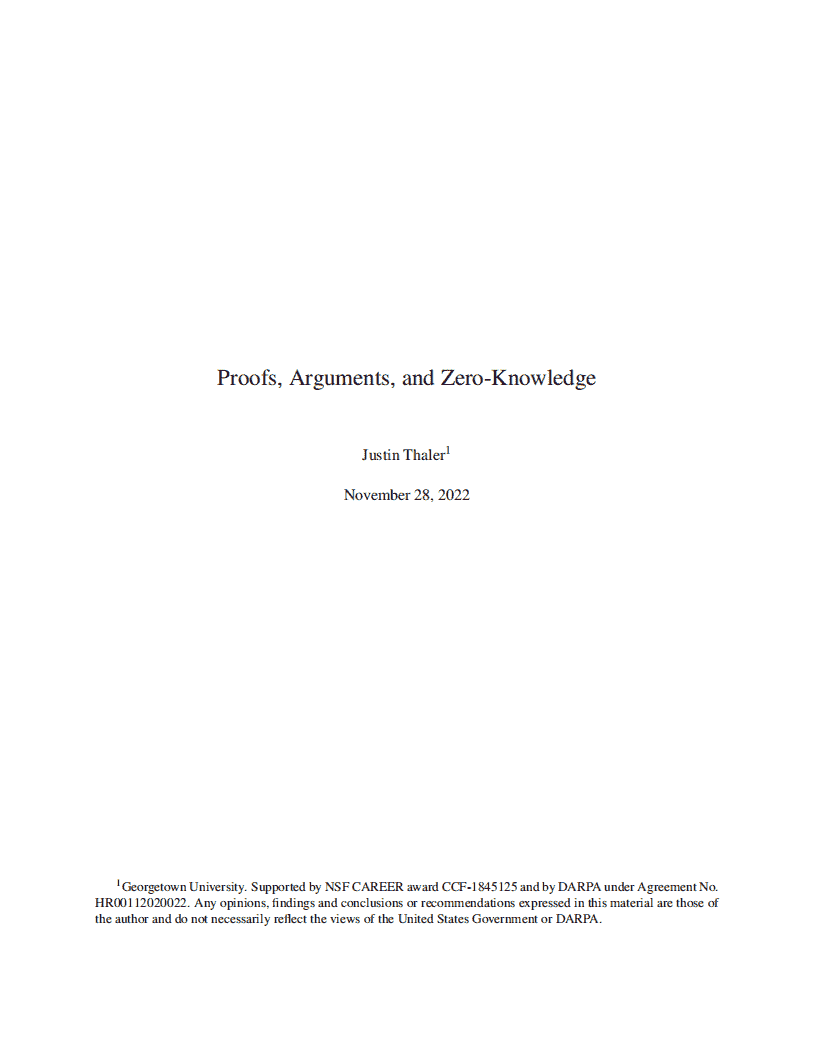 Proofs, Arguments, and Zero-Knowledge
Justin Thaler1
November 28, 2022
1Georgetown University. Supported by NSF CAREER award CCF-1845125 and by DARPA under Agreement No.
HR00112020022. Any opinions, findings and conclusions or recommendations expressed in this material are those of
the author and do not necessarily reflect the views of the United States Government or DARPA.